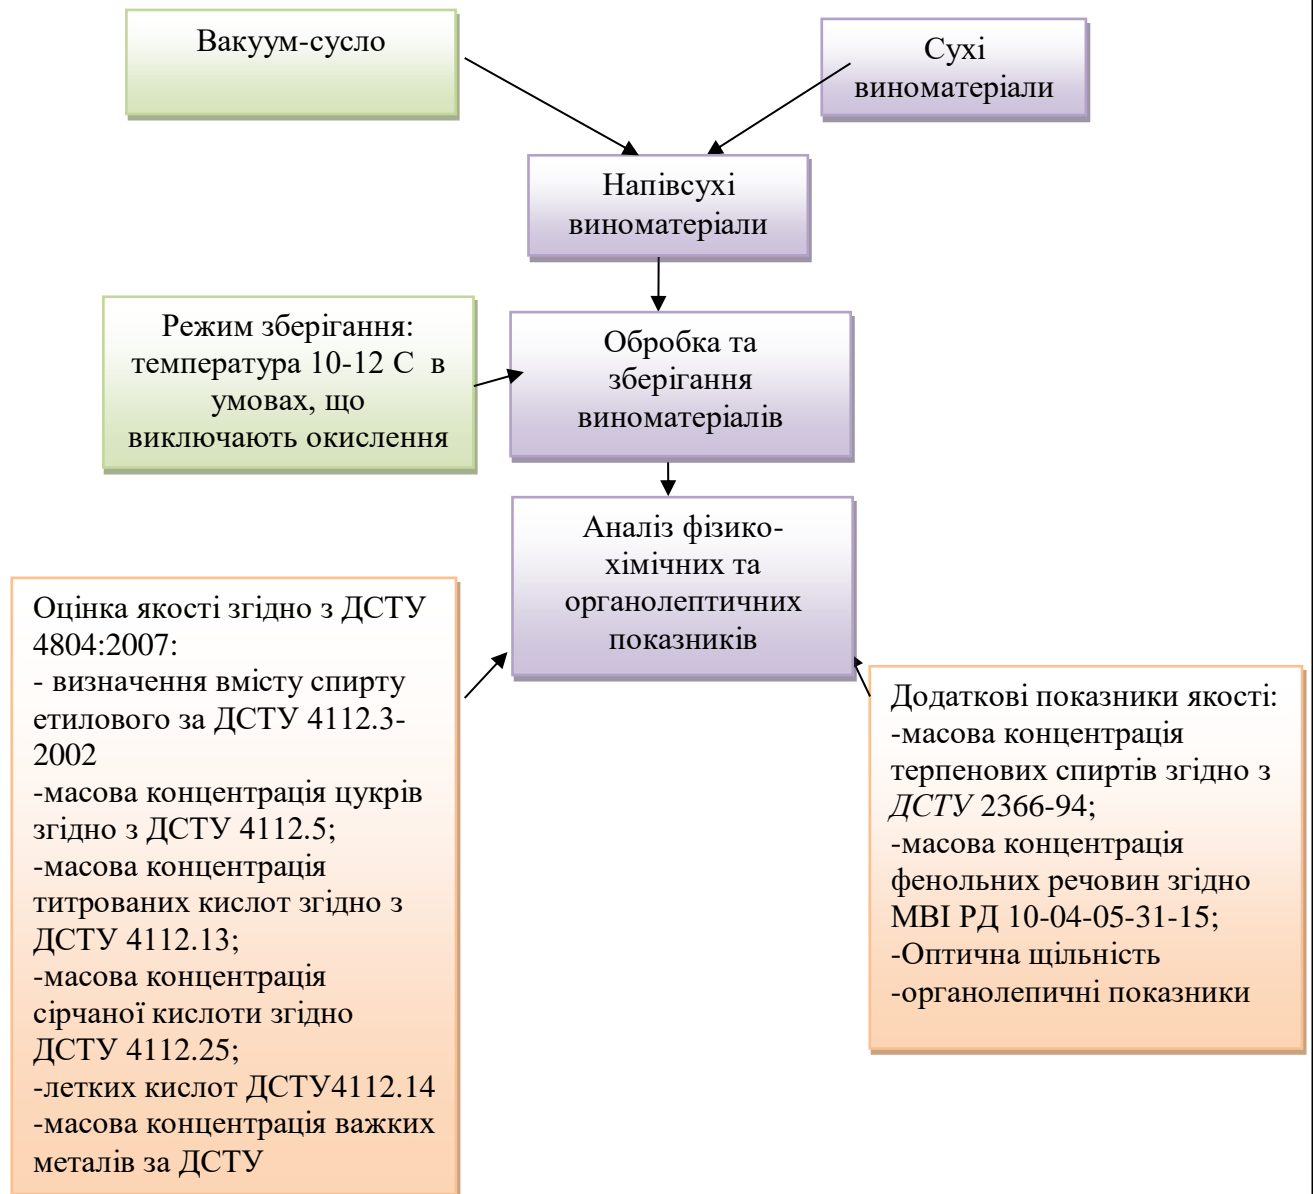 Вакуум-сусло
Сухі
виноматеріали
Напівсухі
виноматеріали
Режим зберігання:
температура 10-12 С в
умовах, що
виключають окислення
Обробка та
зберігання
виноматеріалів
Аналіз фізико-
хімічних та
органолептичних
показників
Оцінка якості згідно з ДСТУ
4804:2007:
- визначення вмісту спирту
етилового за ДСТУ 4112.3-
2002
-масова концентрація цукрів
згідно з ДСТУ 4112.5;
-масова концентрація
титрованих кислот згідно з
ДСТУ 4112.13;
-масова концентрація
сірчаної кислоти згідно
ДСТУ 4112.25;
-летких кислот ДСТУ4112.14
-масова концентрація важких
металів за ДСТУ
Додаткові показники якості:
-масова концентрація
терпенових спиртів згідно з
ДСТУ 2366-94;
-масова концентрація
фенольних речовин згідно
МВІ РД 10-04-05-31-15;
-Оптична щільність
-органолепичні показники